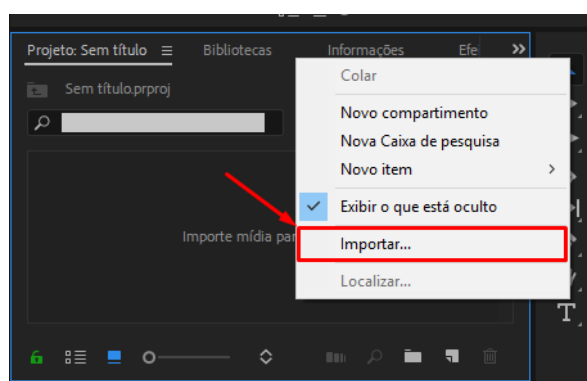 Projeto: Sem título Bibliotecas Informações Efe
Sem título.prproj
Importe mídia par
Colar
Novo compartimento
Nova Caixa de pesquisa
Novo item
Exibir o que está oculto
Importar...
Localizar...
T